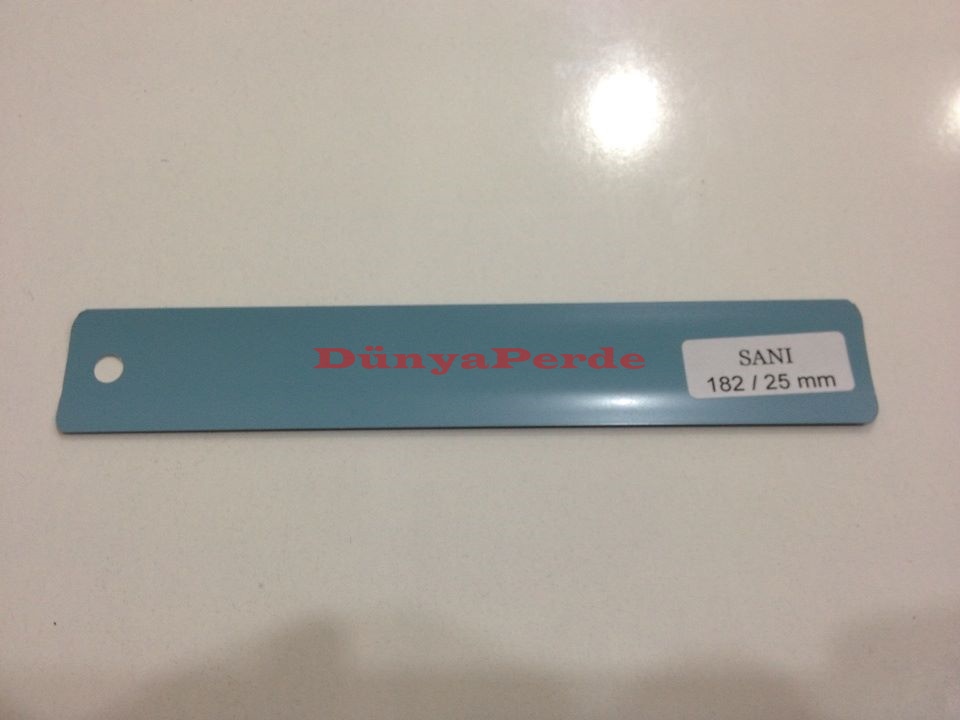 DünyaPerde
SANI
182 / 25 mm